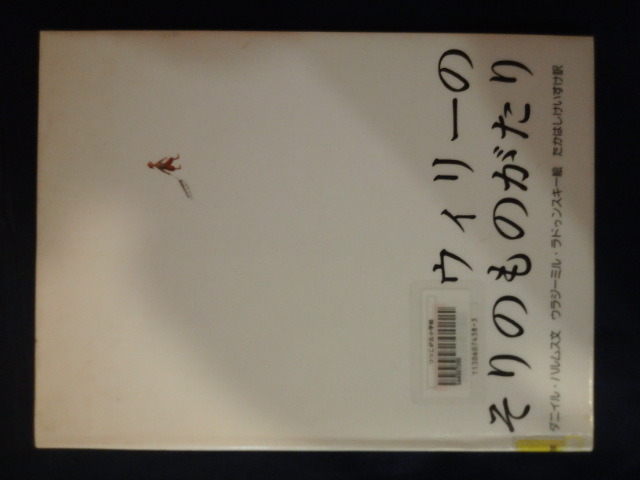 ウィリーの
そりのものがたり
ダニイル・ハルムス文　ウラジーミル・ラドゥンスキー絵　たかはしけいすけ訳